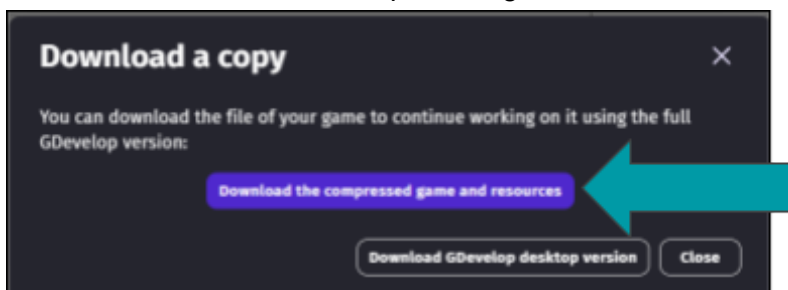 Download a copy
You can download the file of your game to continue working on it using the full
GDevelop version:
Download the compressed game and resources
Download GDevelop desktop version
Close